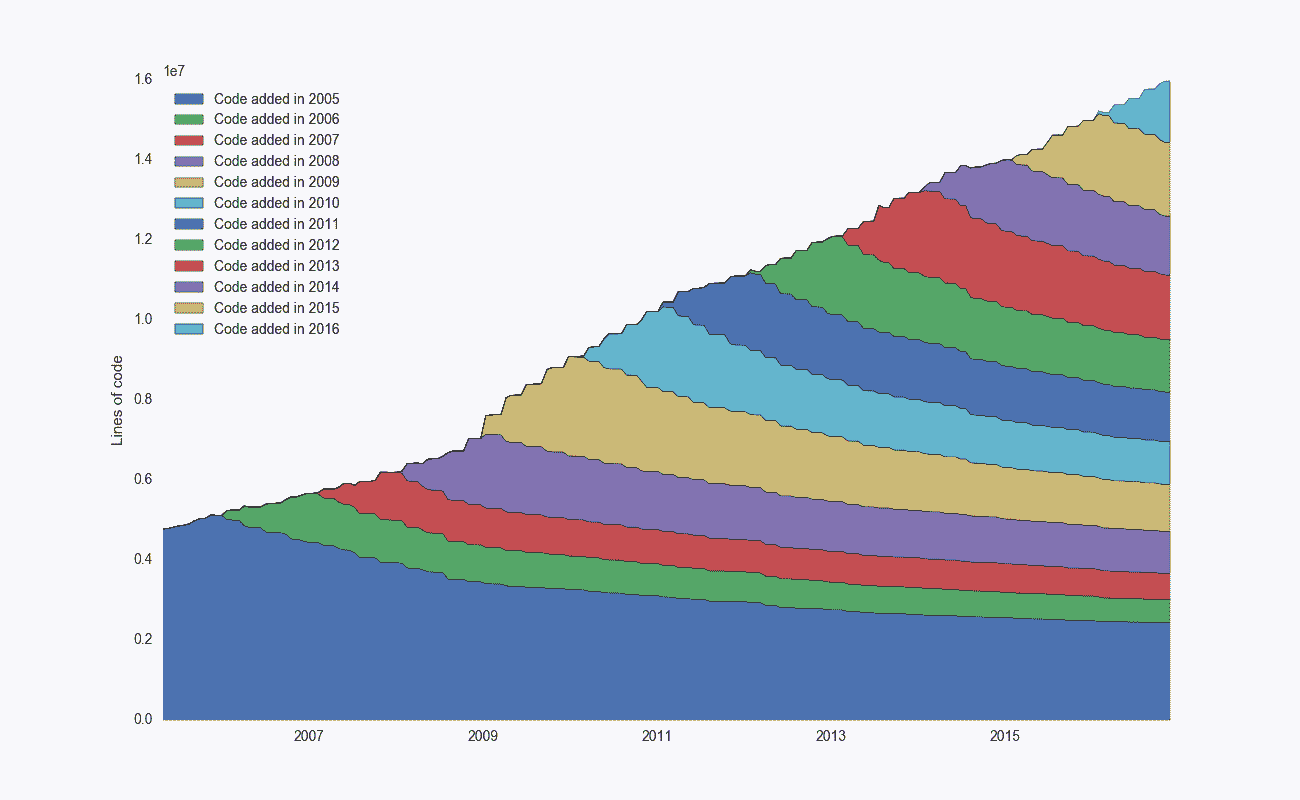 1e7
1.6
1.4
1.2
1.0
0.8
0.6
0.4
0.2
0.0
Lines of code
Code added in 2005
Code added in 2006
Code added in 2007
Code added in 2008
Code added in 2009
Code added in 2010
Code added in 2011
Code added in 2012
Code added in 2013
Code added in 2014
Code added in 2015
Code added in 2016
2007
2009
2011
2013
2015